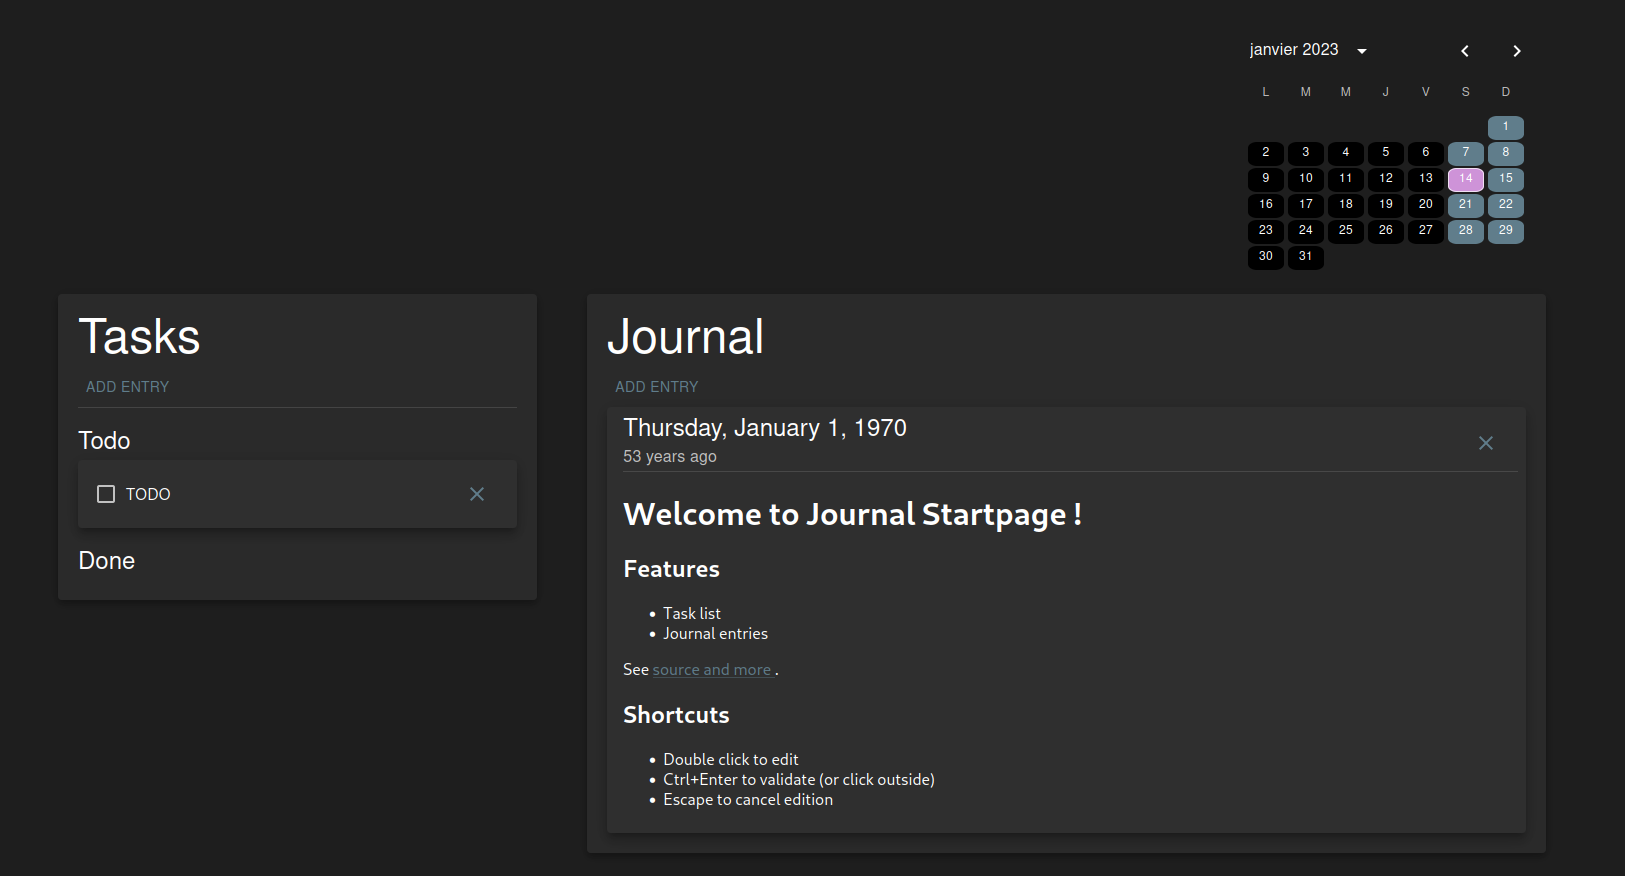 janvier 2023
L M M J V S D
1
2 3 4 5 6 7 8
9 10 11 12 13 14 15
16 17 18 19 20 21 22
23 24 25 26 27 28 29
30 31
Tasks
ADD ENTRY
Todo
TODO
Done
Journal
ADD ENTRY
Thursday, January 1, 1970
53 years ago
Welcome to Journal Startpage !
Features
• Task list
• Journal entries
See source and more .
Shortcuts
• Double click to edit
• Ctrl+Enter to validate (or click outside)
• Escape to cancel edition